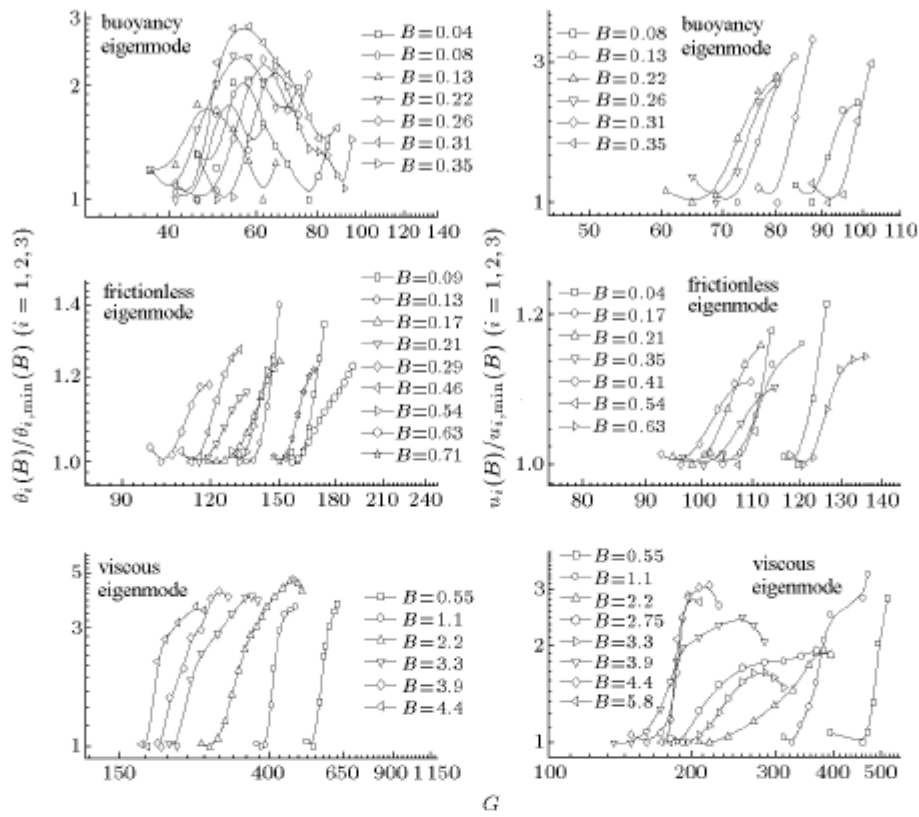 buoyancy
eigenmode
3
2
1
40
60
80
100
120
140
B=0.04
B=0.08
B=0.13
B=0.22
B=0.26
B=0.31
B=0.35
buoyancy
eigenmode
3
1
50
60
70
80
90
100
110
B=0.08
B=0.13
B=0.22
B=0.26
B=0.31
B=0.35
θi(B)/θi,min(B) (i = 1, 2, 3)
frictionless
eigenmode
1.4
1.2
1.0
90
120
150
180
210
240
B=0.09
B=0.13
B=0.17
B=0.21
B=0.29
B=0.46
B=0.54
B=0.63
B=0.71
ui(B)/ui,min(B) (i = 1, 2, 3)
frictionless
eigenmode
1.2
1.0
80
90
100
110
120
130
140
B=0.04
B=0.17
B=0.21
B=0.35
B=0.41
B=0.54
B=0.63
viscous
eigenmode
5
3
1
150
400
650
900
1150
B=0.55
B=1.1
B=2.2
B=3.3
B=3.9
B=4.4
viscous
eigenmode
3
2
1
100
200
300
400
500
B=0.55
B=1.1
B=2.2
B=2.75
B=3.3
B=3.9
B=4.4
B=5.8
G